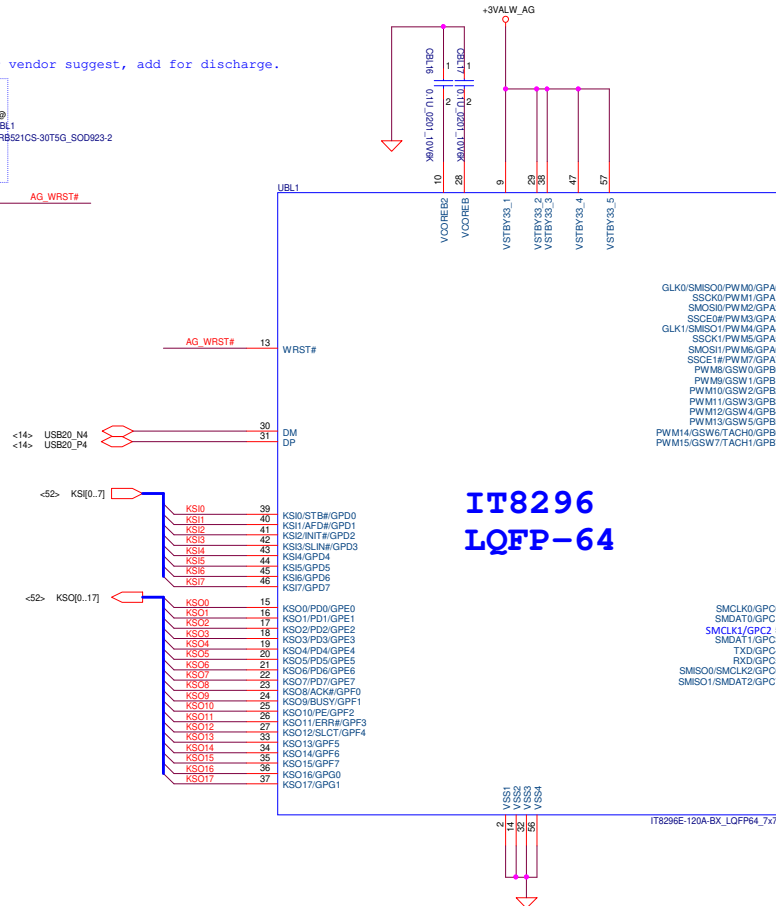 +3VALW_AG
vendor suggest, add for discharge.
@
BL1
RB521CS-30T5G_SOD923-2
AG_WRST#
CBL16
1
2
0.1U_0201_10V6K
CBL17
1
2
0.1U_0201_10V6K
10
28
9
29
38
47
57
UBL1
VCOREB2
VCOREB
VSTBY33_1
VSTBY33_2
VSTBY33_3
VSTBY33_4
VSTBY33_5
GLK0/SMISO0/PWM0/GPA
SSCK0/PWM1/GPA
SMOSI0/PWM2/GPA
SSCE0#/PWM3/GPA
GLK1/SMISO1/PWM4/GPA
SSCK1/PWM5/GPA
SMOSI1/PWM6/GPA
SSCE1#/PWM7/GPA
PWM8/GSW0/GPB
PWM9/GSW1/GPB
PWM10/GSW2/GPB
PWM11/GSW3/GPB
PWM12/GSW4/GPB
PWM13/GSW5/GPB
PWM14/GSW6/TACH0/GPB
PWM15/GSW7/TACH1/GPB
AG_WRST# 13 WRST#
<14> USB20_N4 30 DM
<14> USB20_P4 31 DP
<52> KSI[0..7]
KSI0 39 KSI0/STB#/GPD0
KSI1 40 KSI1/AFD#/GPD1
KSI2 41 KSI2/INIT#/GPD2
KSI3 42 KSI3/SLIN#/GPD3
KSI4 43 KSI4/GPD4
KSI5 44 KSI5/GPD5
KSI6 45 KSI6/GPD6
KSI7 46 KSI7/GPD7
IT8296
LQFP-64
<52> KSO[0..17]
KSO0 15 KSO0/PD0/GPE0
KSO1 16 KSO1/PD1/GPE1
KSO2 17 KSO2/PD2/GPE2
KSO3 18 KSO3/PD3/GPE3
KSO4 19 KSO4/PD4/GPE4
KSO5 20 KSO5/PD5/GPE5
KSO6 21 KSO6/PD6/GPE6
KSO7 22 KSO7/PD7/GPE7
KSO8 23 KSO8/ACK#/GPF0
KSO9 24 KSO9/BUSY/GPF1
KSO10 25 KSO10/PE/GPF2
KSO11 26 KSO11/ERR#/GPF3
KSO12 27 KSO12/SLCT/GPF4
KSO13 33 KSO13/GPF5
KSO14 34 KSO14/GPF6
KSO15 35 KSO15/GPF7
KSO16 36 KSO16/GPG0
KSO17 37 KSO17/GPG1
SMCLK0/GPC
SMDAT0/GPC
SMCLK1/GPC2
SMDAT1/GPC
TXD/GPC
RXD/GPC
SMISO0/SMCLK2/GPC
SMISO1/SMDAT2/GPC
VSS1
VSS2
VSS3
VSS4
2
14
32
56
IT8296E-120A-BX_LQFP64_7x7